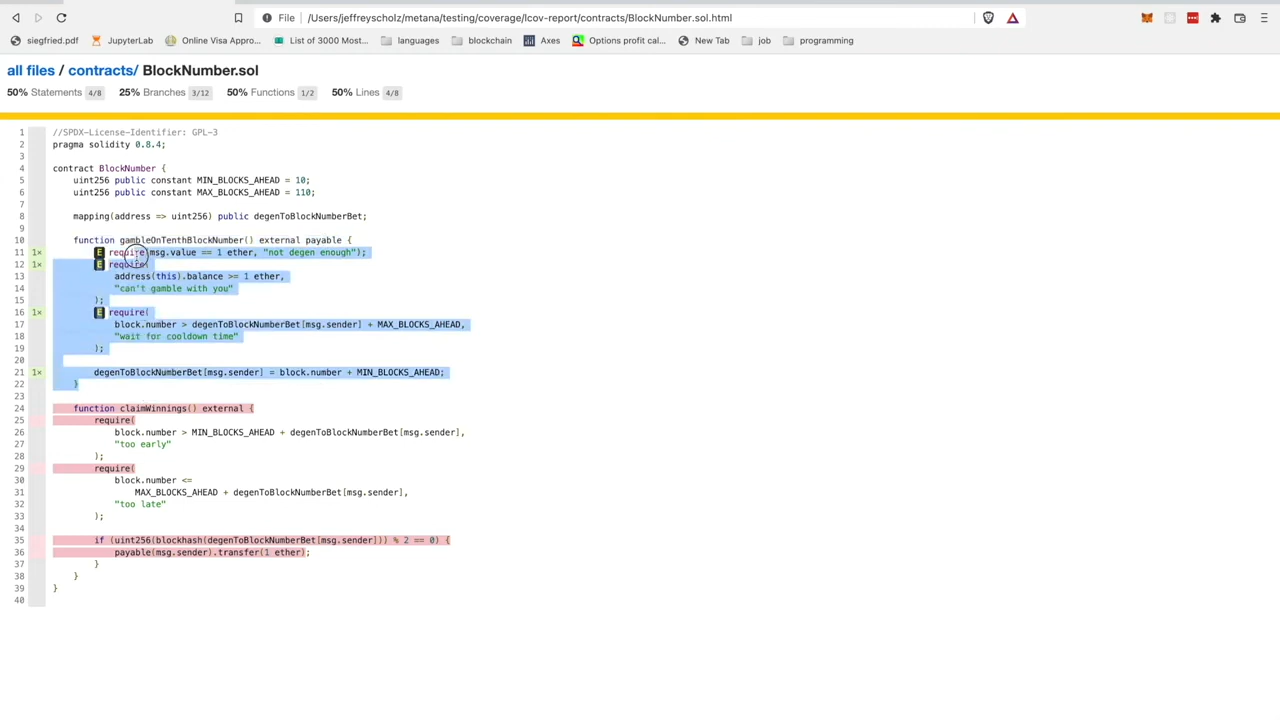 File
/Users/jeffreyscholz/metana/testing/coverage/lcov-report/contracts/BlockNumber.sol.html
siegfried.pdf JupyterLab Online Visa Appro... List of 3000 Most... languages blockchain Axes Options profit cal... New Tab job programming
all files / contracts/ BlockNumber.sol
50% Statements 4/8 25% Branches 3/12 50% Functions 1/2 50% Lines 4/8
1 //SPDX-License-Identifier: GPL-3
2 pragma solidity 0.8.4;
3
4 contract BlockNumber {
5 uint256 public constant MIN_BLOCKS_AHEAD = 10;
6 uint256 public constant MAX_BLOCKS_AHEAD = 110;
7
8 mapping(address => uint256) public degenToBlockNumberBet;
9
10 function gambleOnTenthBlockNumber() external payable {
11 1× E require(msg.value == 1 ether, "not degen enough");
12 1× E require(
13 address(this).balance >= 1 ether,
14 "can't gamble with you"
15 );
16 1× E require(
17 block.number > degenToBlockNumberBet[msg.sender] + MAX_BLOCKS_AHEAD,
18 "wait for cooldown time"
19 );
20
21 1× degenToBlockNumberBet[msg.sender] = block.number + MIN_BLOCKS_AHEAD;
22 }
23
24 function claimWinnings() external {
25 require(
26 block.number > MIN_BLOCKS_AHEAD + degenToBlockNumberBet[msg.sender],
27 "too early"
28 );
29 require(
30 block.number <=
31 MAX_BLOCKS_AHEAD + degenToBlockNumberBet[msg.sender],
32 "too late"
33 );
34
35 if (uint256(blockhash(degenToBlockNumberBet[msg.sender])) % 2 == 0) {
36 payable(msg.sender).transfer(1 ether);
37 }
38 }
39 }
40